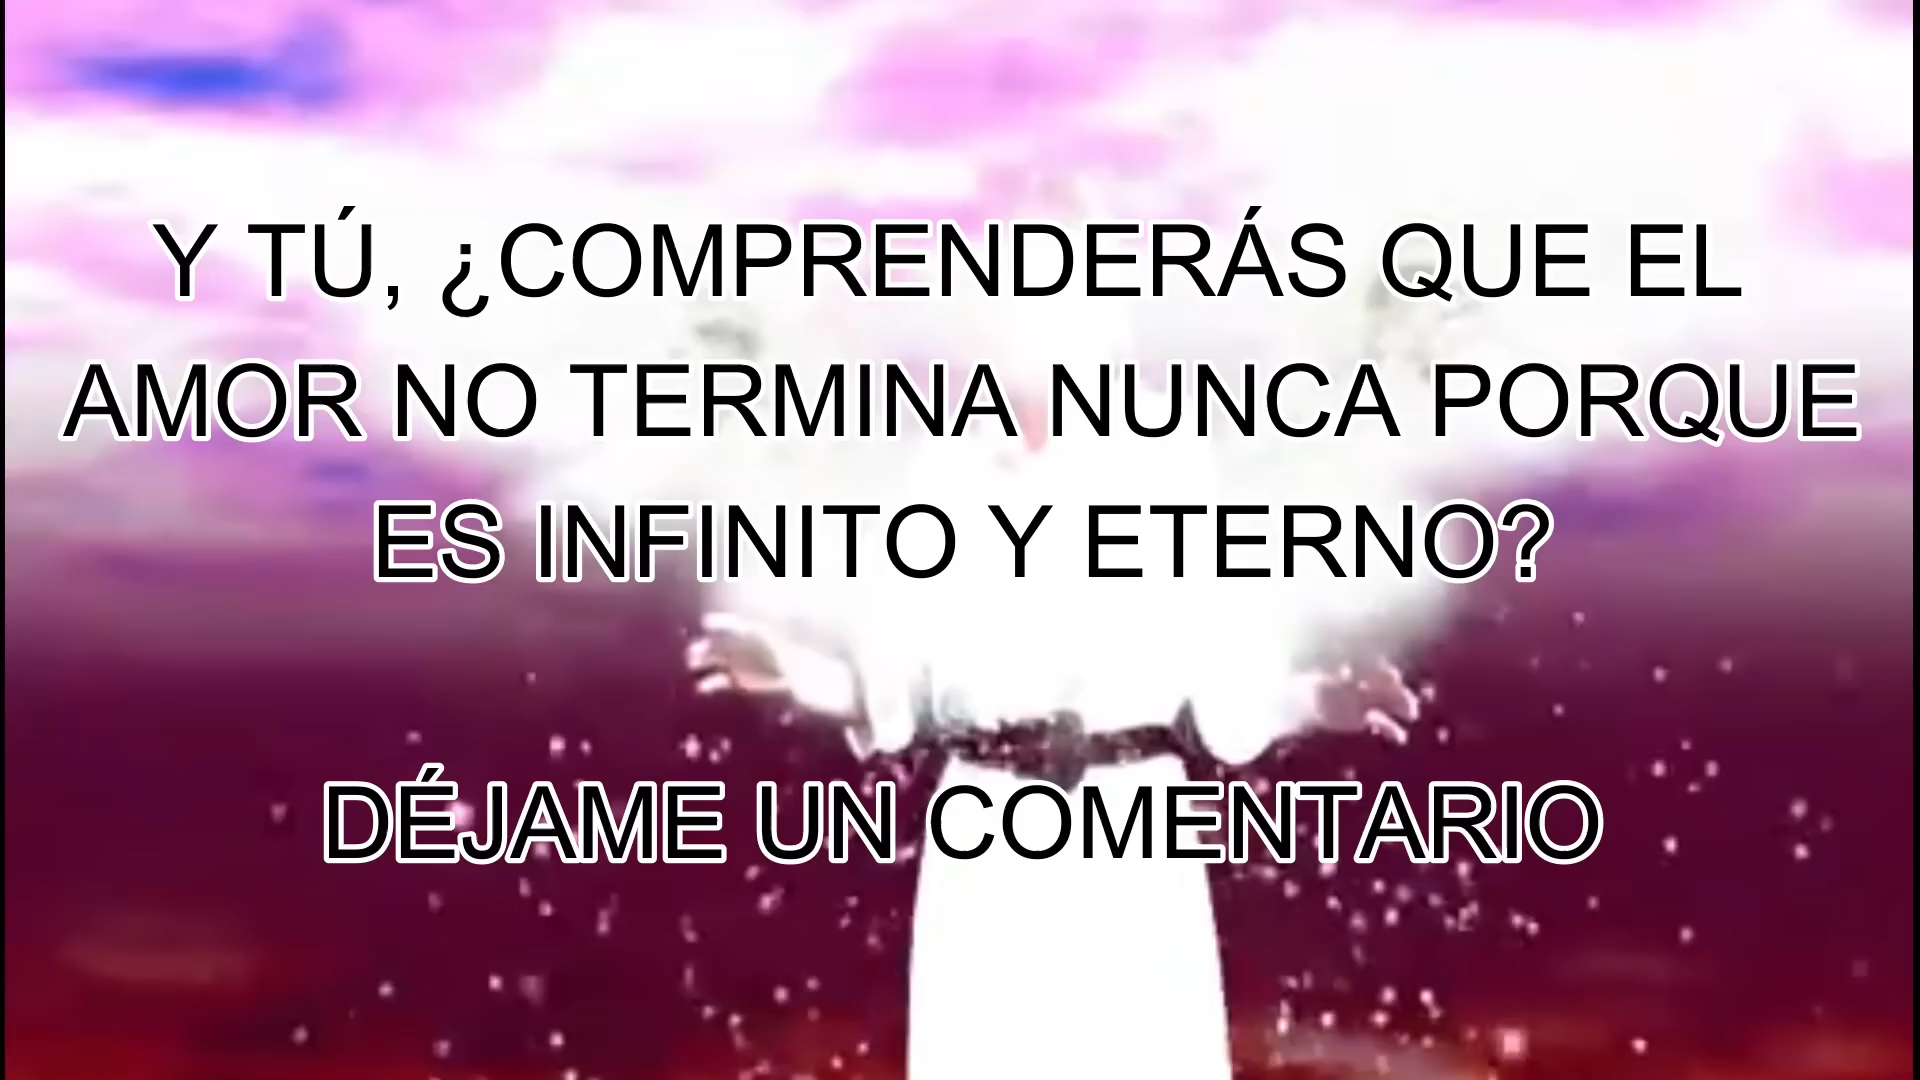 Y TÚ, ¿COMPRENDERÁS QUE EL
AMOR NO TERMINA NUNCA PORQUE
ES INFINITO Y ETERNO?
DÉJAME UN COMENTARIO